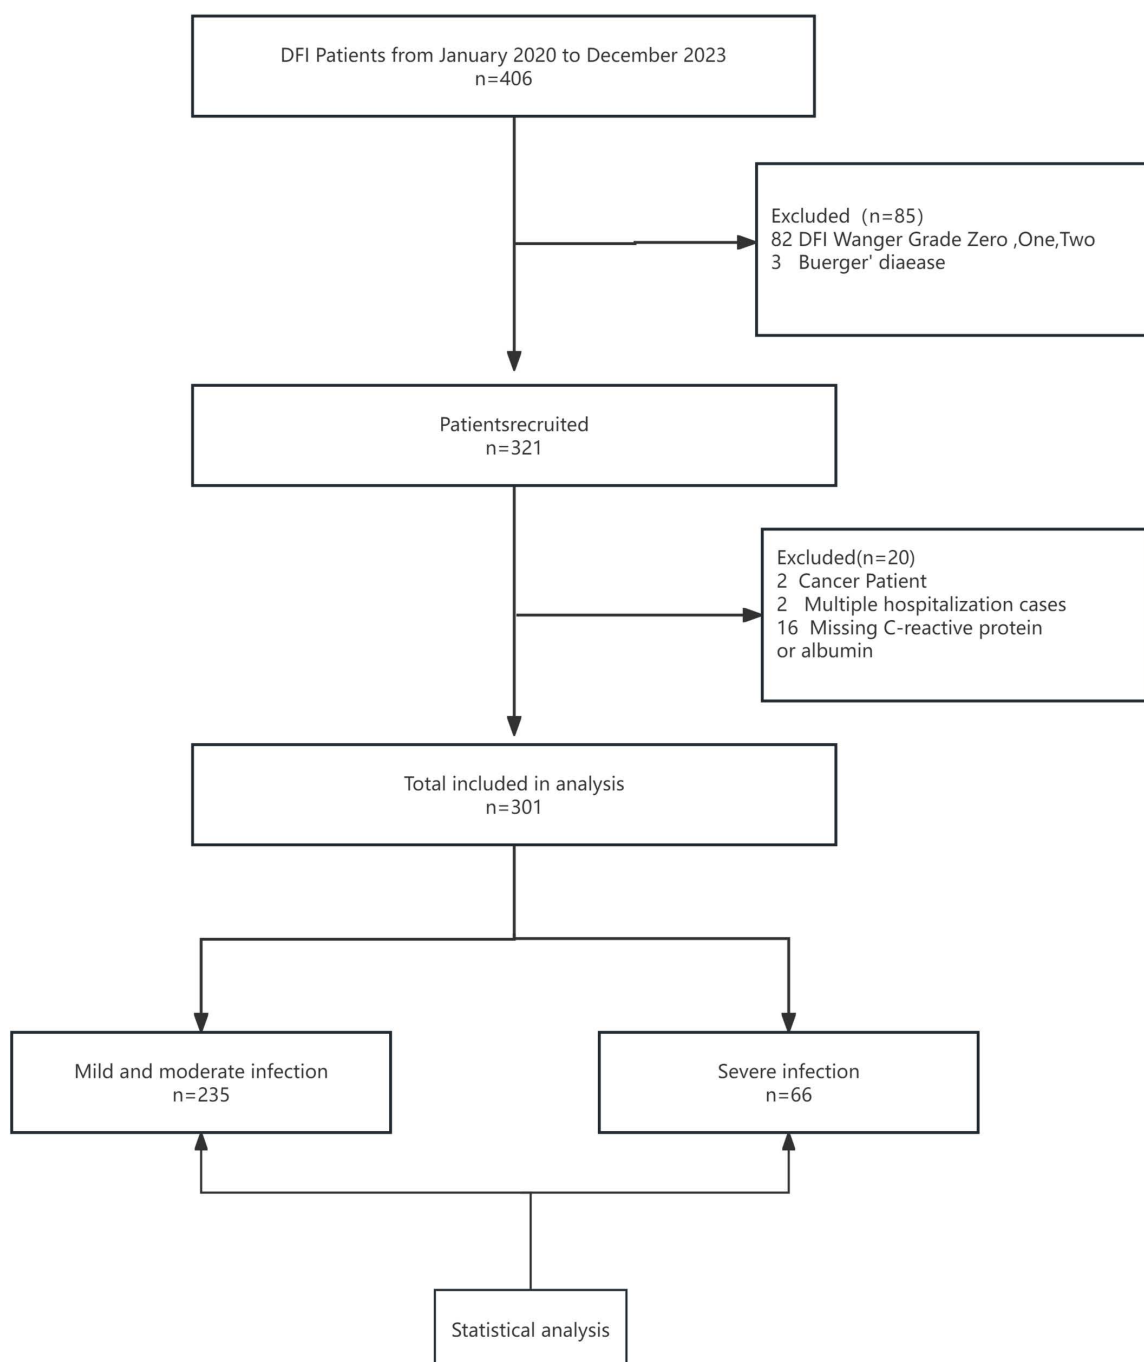 DFI Patients from January 2020 to December 2023
n=406
Excluded（n=85）
82 DFI Wanger Grade Zero ,One,Two
3 Buerger' diaease
Patientsrecruited
n=321
Excluded(n=20)
2 Cancer Patient
2 Multiple hospitalization cases
16 Missing C-reactive protein
or albumin
Total included in analysis
n=301
Mild and moderate infection
n=235
Severe infection
n=66
Statistical analysis